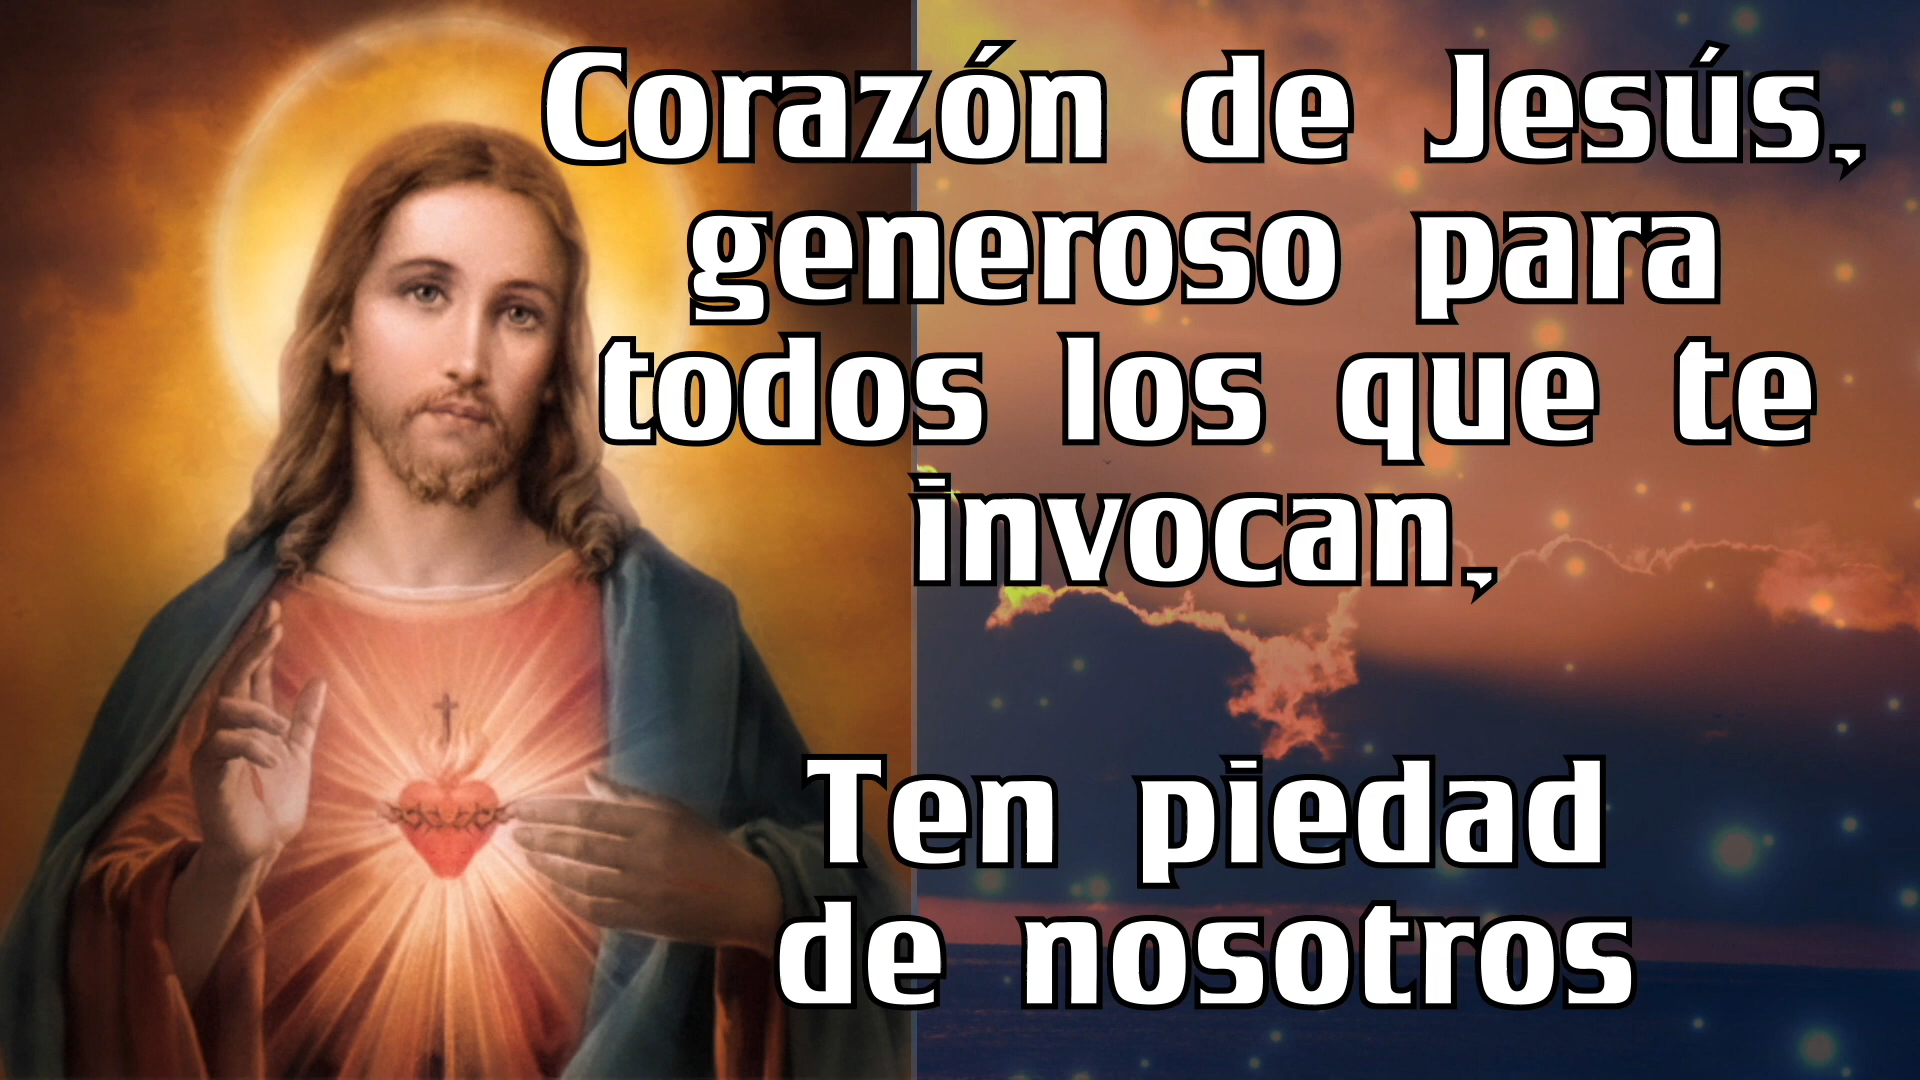 Corazón de Jesús,
generoso para
todos los que te
invocan,
Ten piedad
de nosotros